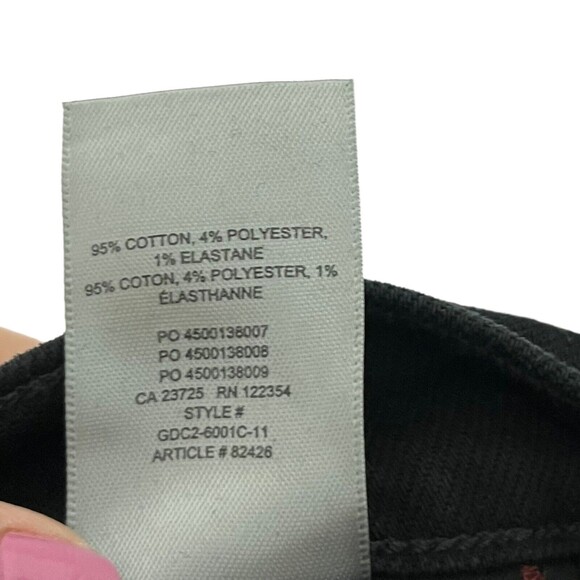 95% COTTON, 4% POLYESTER,
1% ELASTANE
95% COTON, 4% POLYESTER, 1%
ÉLASTHANNE
PO 4500138007
PO 4500138008
PO 4500138009
CA 23725 RN 122354
STYLE #
GDC2-6001C-11
ARTICLE # 82426